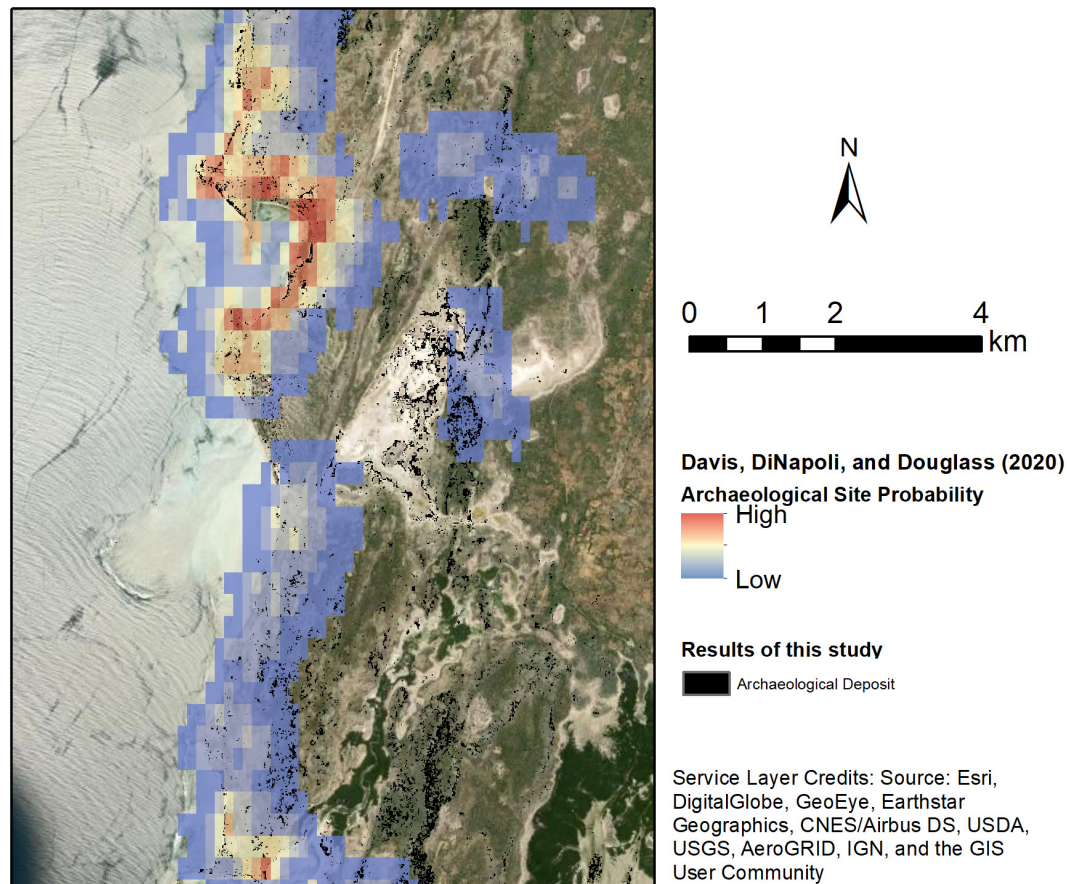 N
0 1 2 4
km
Davis, DiNapoli, and Douglass (2020)
Archaeological Site Probability
High
Low
Results of this study
Archaeological Deposit
Service Layer Credits: Source: Esri,
DigitalGlobe, GeoEye, Earthstar
Geographics, CNES/Airbus DS, USDA,
USGS, AeroGRID, IGN, and the GIS
User Community